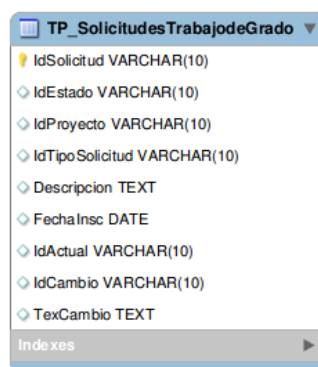 TP_SolicitudesTrabajodeGrado
IdSolicitud VARCHAR(10)
IdEstado VARCHAR(10)
IdProyecto VARCHAR(10)
IdTipoSolicitud VARCHAR(10)
Descripcion TEXT
FechaInsc DATE
IdActual VARCHAR(10)
IdCambio VARCHAR(10)
TexCambio TEXT
Indexes